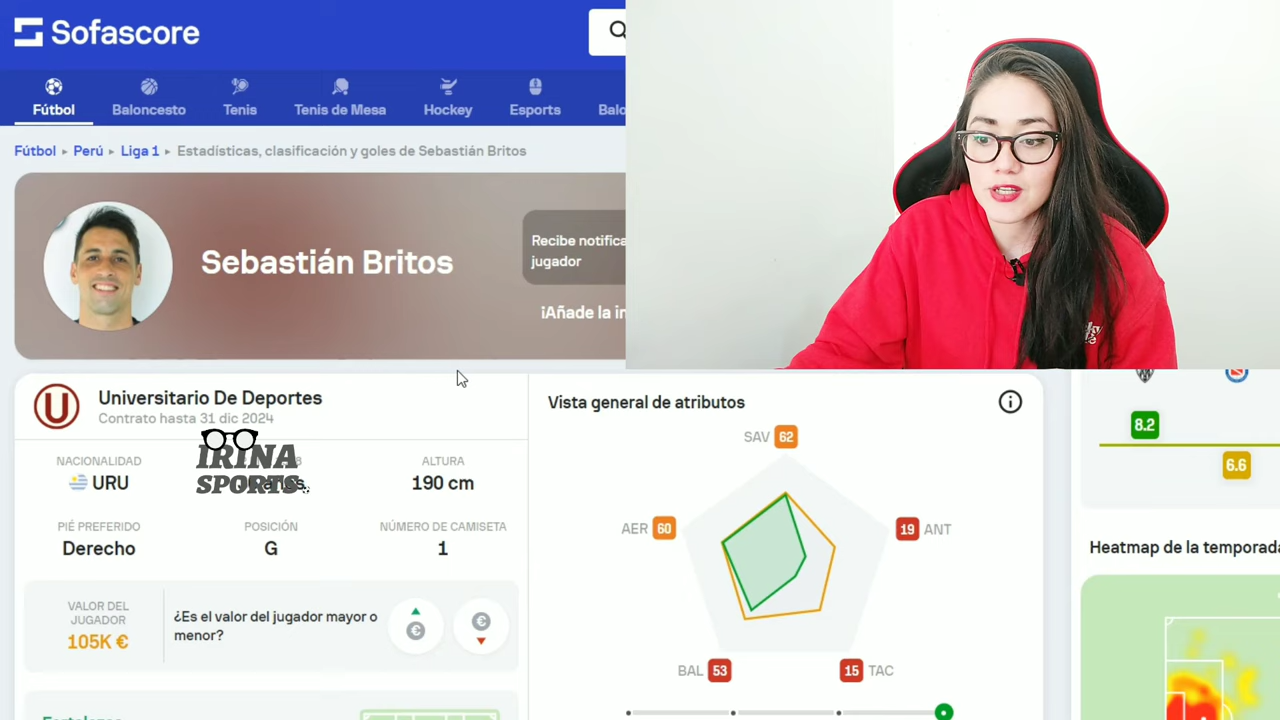 Sofascore
Fútbol
Baloncesto
Tenis
Tenis de Mesa
Hockey
Esports
Balo
Fútbol ▸ Perú ▸ Liga 1 ▸ Estadísticas, clasificación y goles de Sebastián Britos
Sebastián Britos
Recibe notifica
jugador
¡Añade la in
U
Universitario De Deportes
Contrato hasta 31 dic 2024
Vista general de atributos
IRINA
SPORTS
NACIONALIDAD
ALTURA
URU
190 cm
PIÉ PREFERIDO
POSICIÓN
NÚMERO DE CAMISETA
Derecho
G
1
VALOR DEL
JUGADOR
105K €
¿Es el valor del jugador mayor o
menor?
€
€
SAV 62
AER 60
19 ANT
BAL 53
15 TAC
8.2
6.6
Heatmap de la temporada